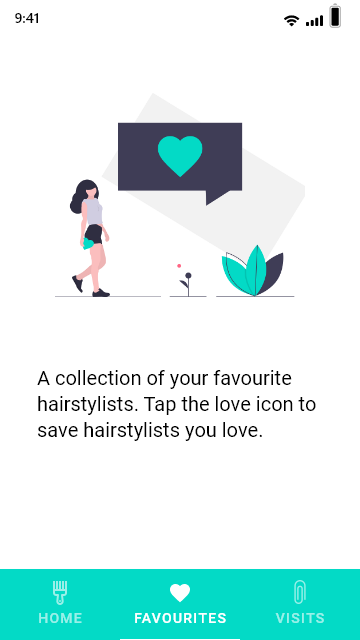 9:41
A collection of your favourite
hairstylists. Tap the love icon to
save hairstylists you love.
HOME
FAVOURITES
VISITS